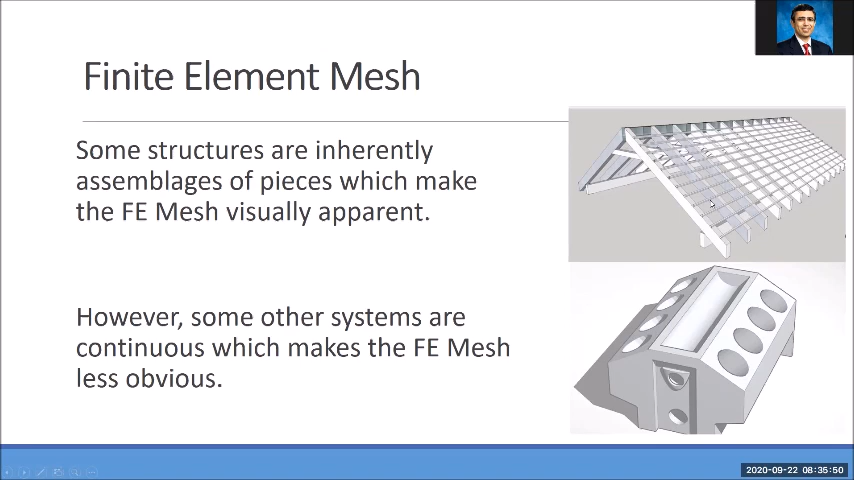 Finite Element Mesh
Some structures are inherently
assemblages of pieces which make
the FE Mesh visually apparent.
However, some other systems are
continuous which makes the FE Mesh
less obvious.
2020-09-22 08:35:50